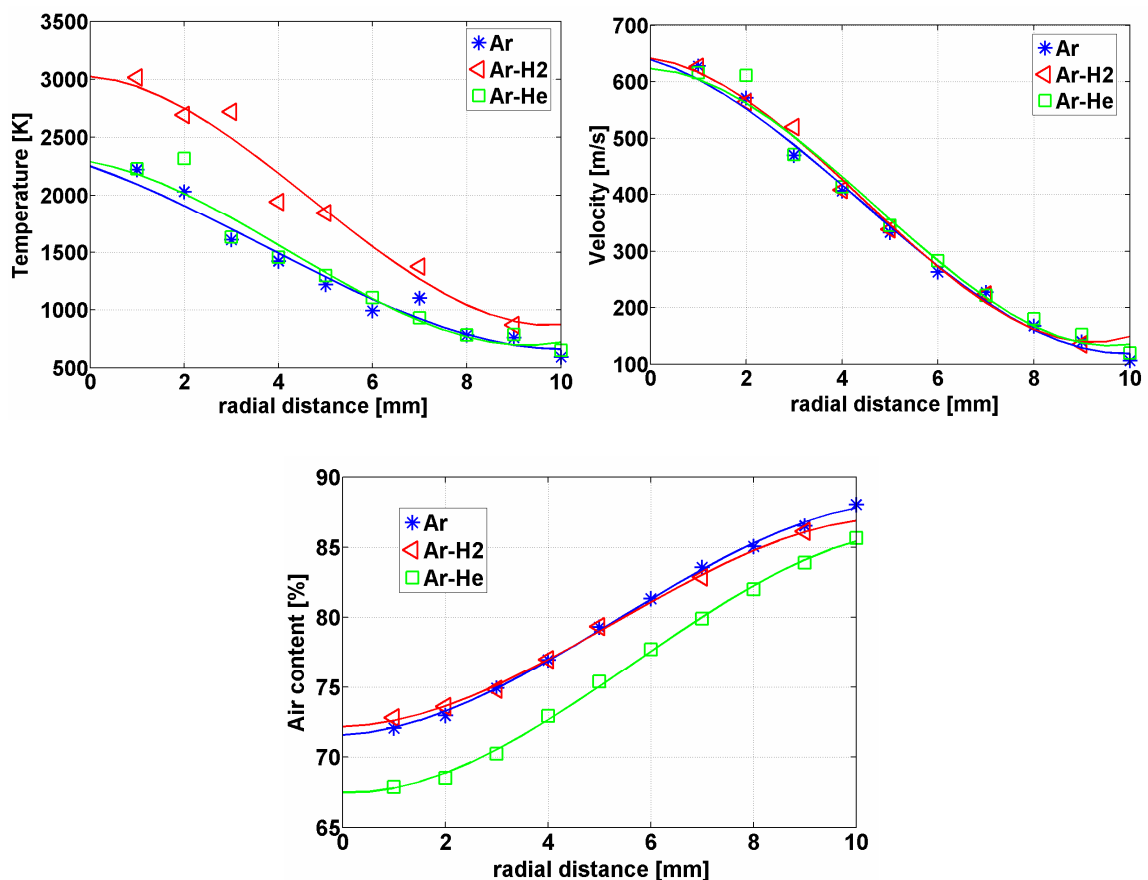 3500
3000
2500
2000
1500
1000
500
0 2 4 6 8 10
Temperature [K]
radial distance [mm]
Ar
Ar-H2
Ar-He
700
600
500
400
300
200
100
0 2 4 6 8 10
Velocity [m/s]
radial distance [mm]
Ar
Ar-H2
Ar-He
90
85
80
75
70
65
0 2 4 6 8 10
Air content [%]
radial distance [mm]
Ar
Ar-H2
Ar-He